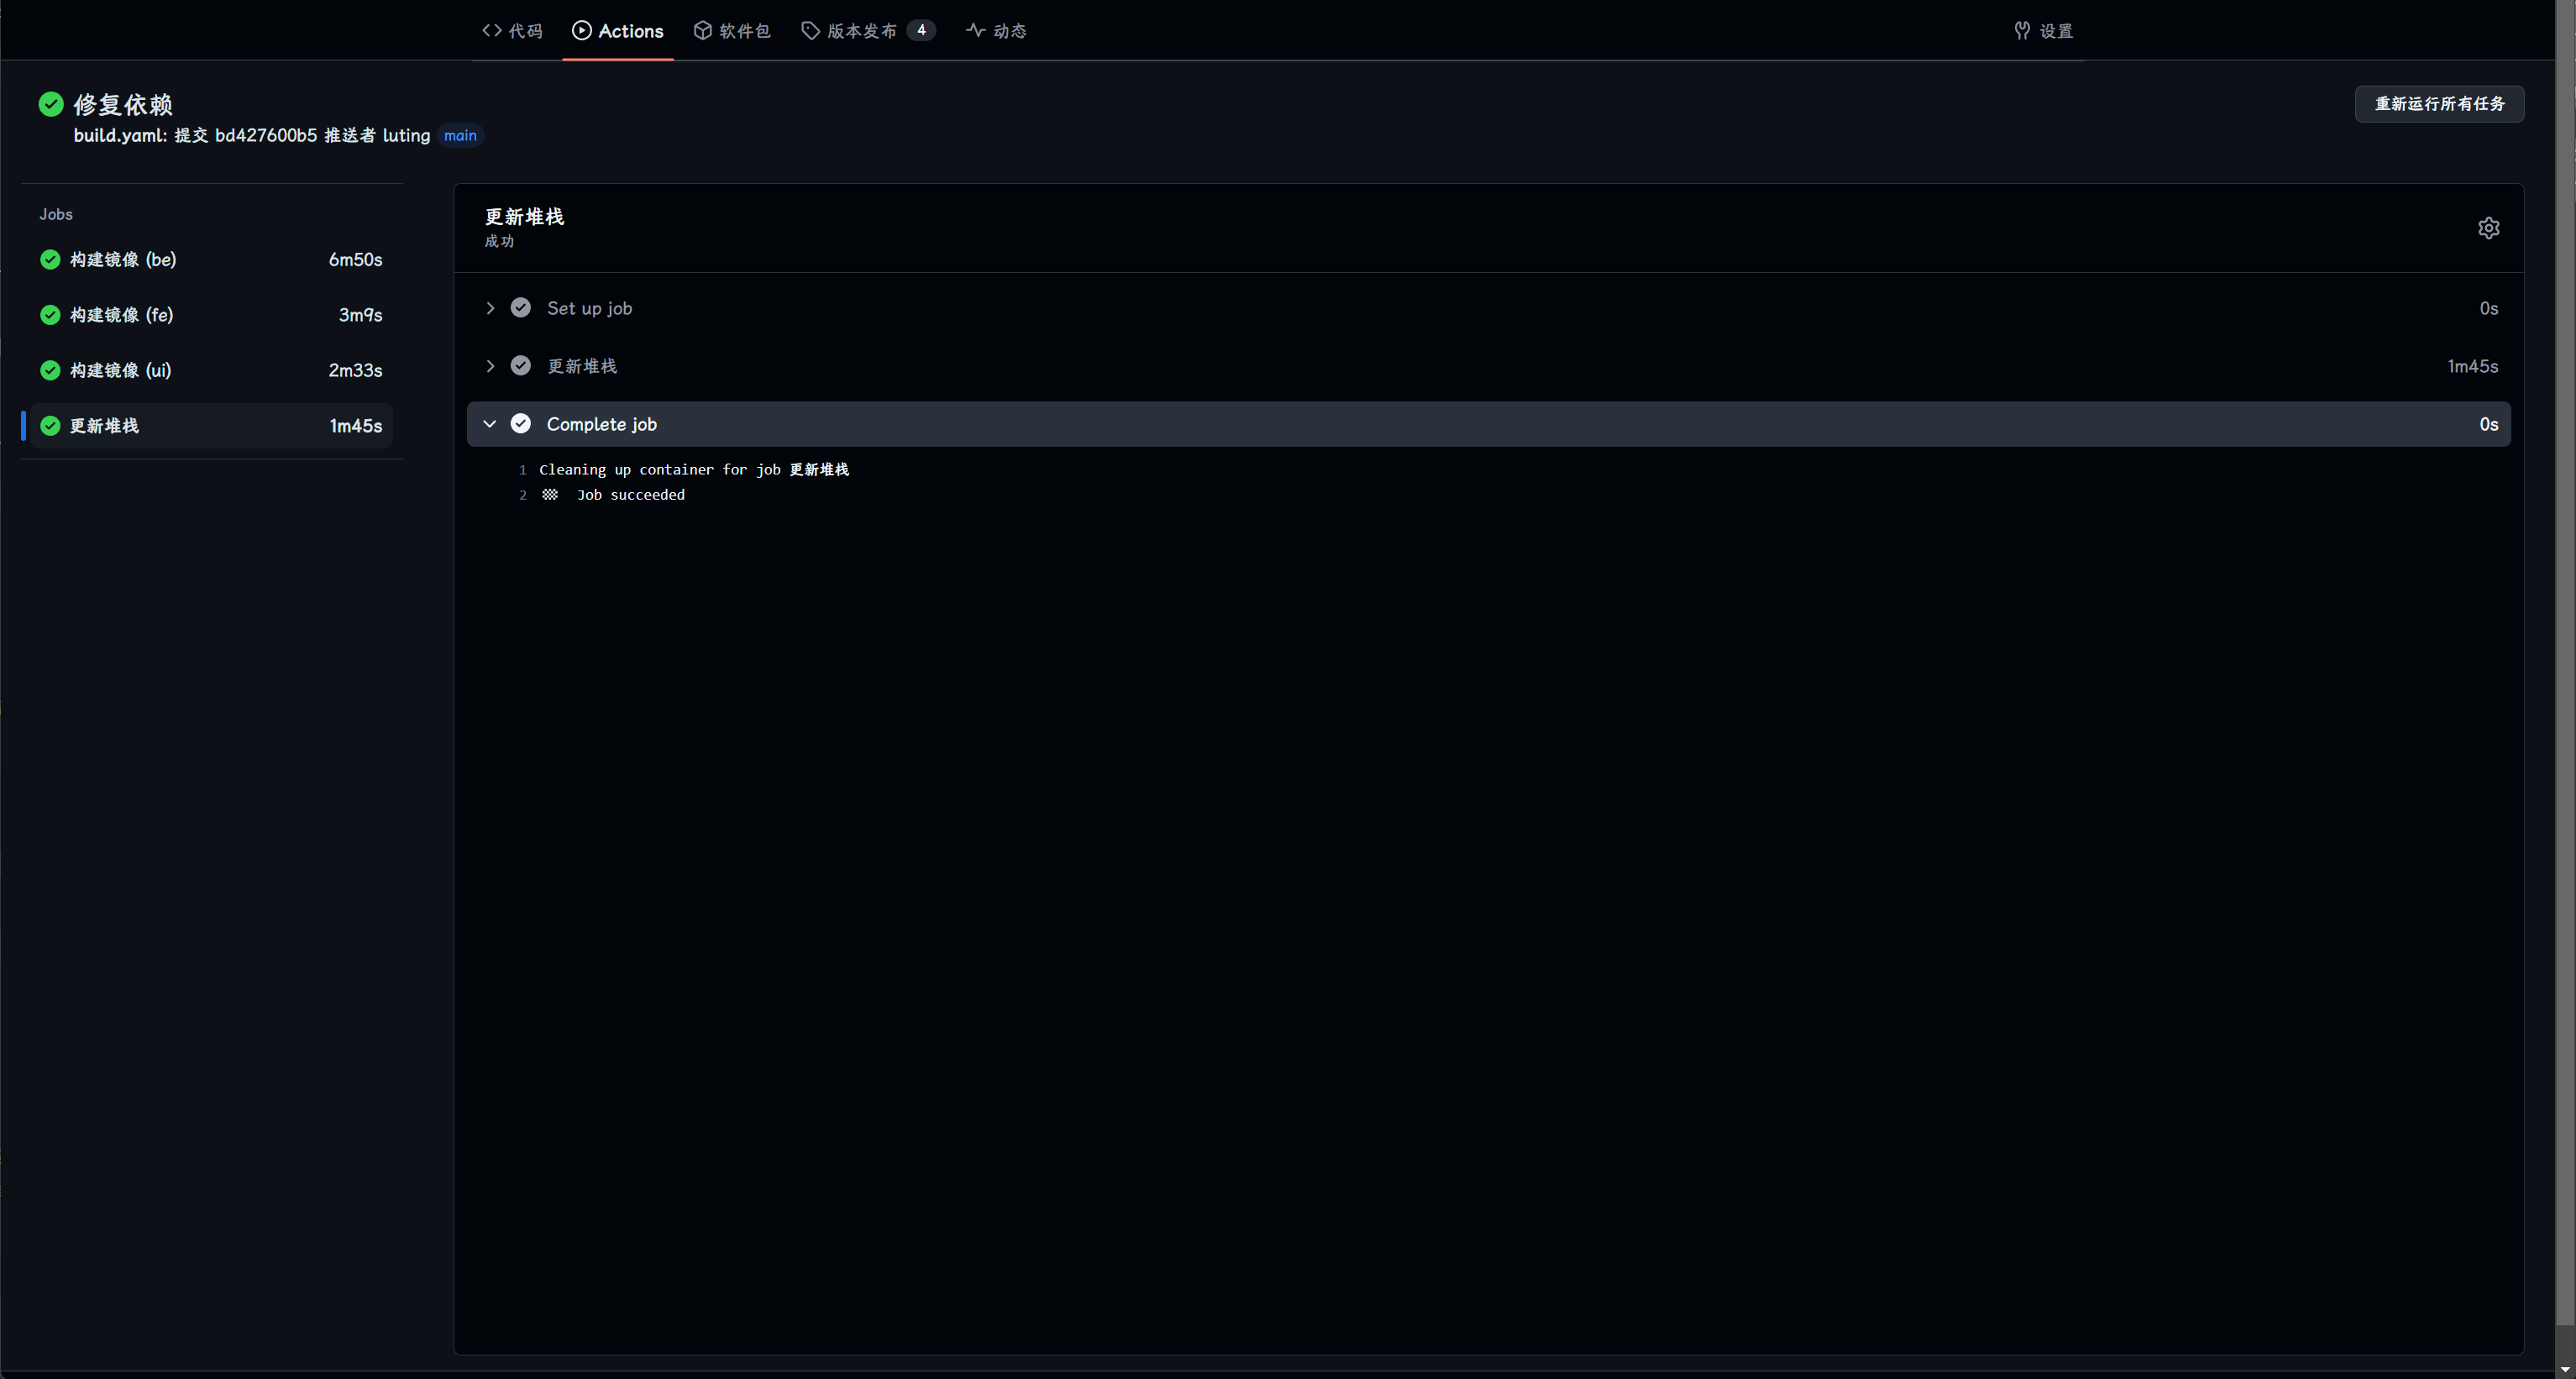 代码 Actions 软件包 版本发布 4 动态 设置
修复依赖
build.yaml: 提交 bd427600b5 推送者 luting main
重新运行所有任务
Jobs
构建镜像 (be) 6m50s
构建镜像 (fe) 3m9s
构建镜像 (ui) 2m33s
更新堆栈 1m45s
更新堆栈
成功
Set up job 0s
更新堆栈 1m45s
Complete job 0s
1 Cleaning up container for job 更新堆栈
2 🏁 Job succeeded